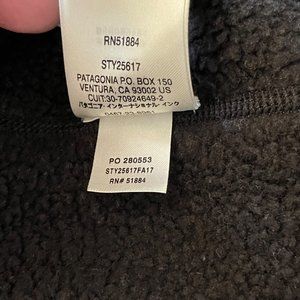 RN51884
STY25617
PATAGONIA P.O. BOX 150
VENTURA, CA 93002 US
CUIT:30-70924649-2
パタゴニア・インターナショナル・インク
PO 280553
STY25617FA17
RN# 51884